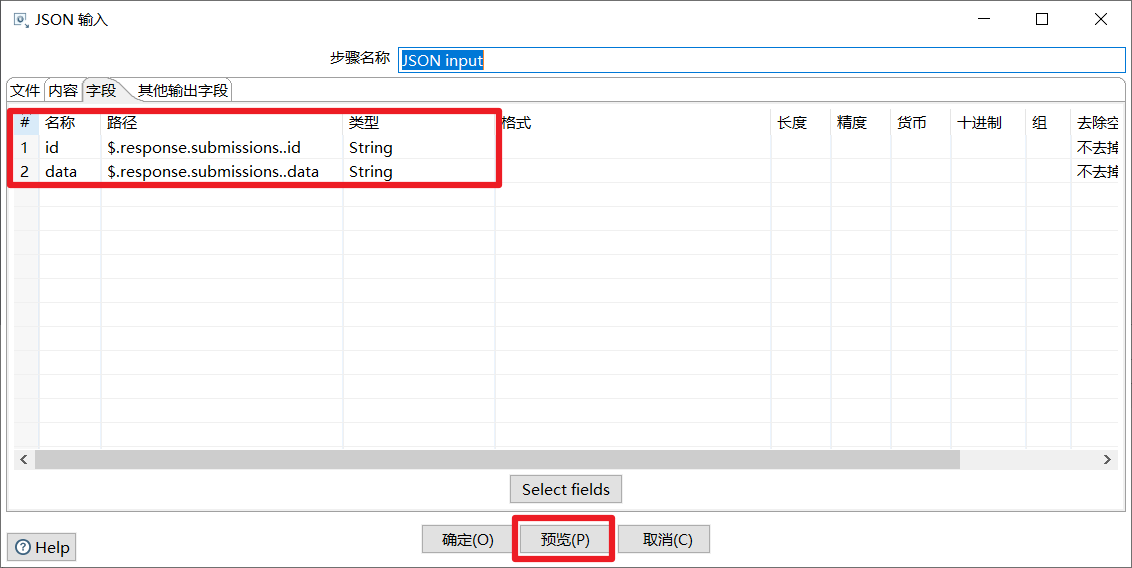 JSON 输入
步骤名称 JSON input
文件 内容 字段 其他输出字段
# 名称 路径 类型 格式 长度 精度 货币 十进制 组 去除空
1 id $.response.submissions..id String 不去掉
2 data $.response.submissions..data String 不去掉
Select fields
Help 确定(O) 预览(P) 取消(C)